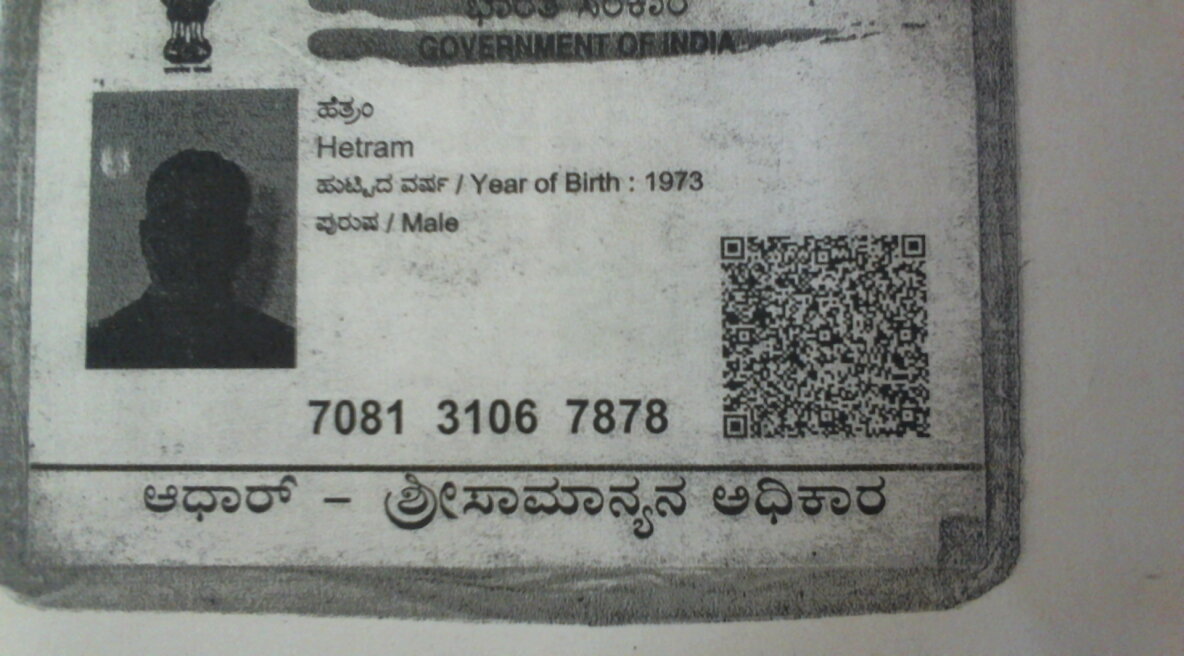 ಭಾರತ ಸರಕಾರ
GOVERNMENT OF INDIA
ಹೆತ್ರಂ
Hetram
ಹುಟ್ಟಿದ ವರ್ಷ / Year of Birth : 1973
ಪುರುಷ / Male
7081 3106 7878
ಆಧಾರ್ – ಶ್ರೀಸಾಮಾನ್ಯನ ಅಧಿಕಾರ